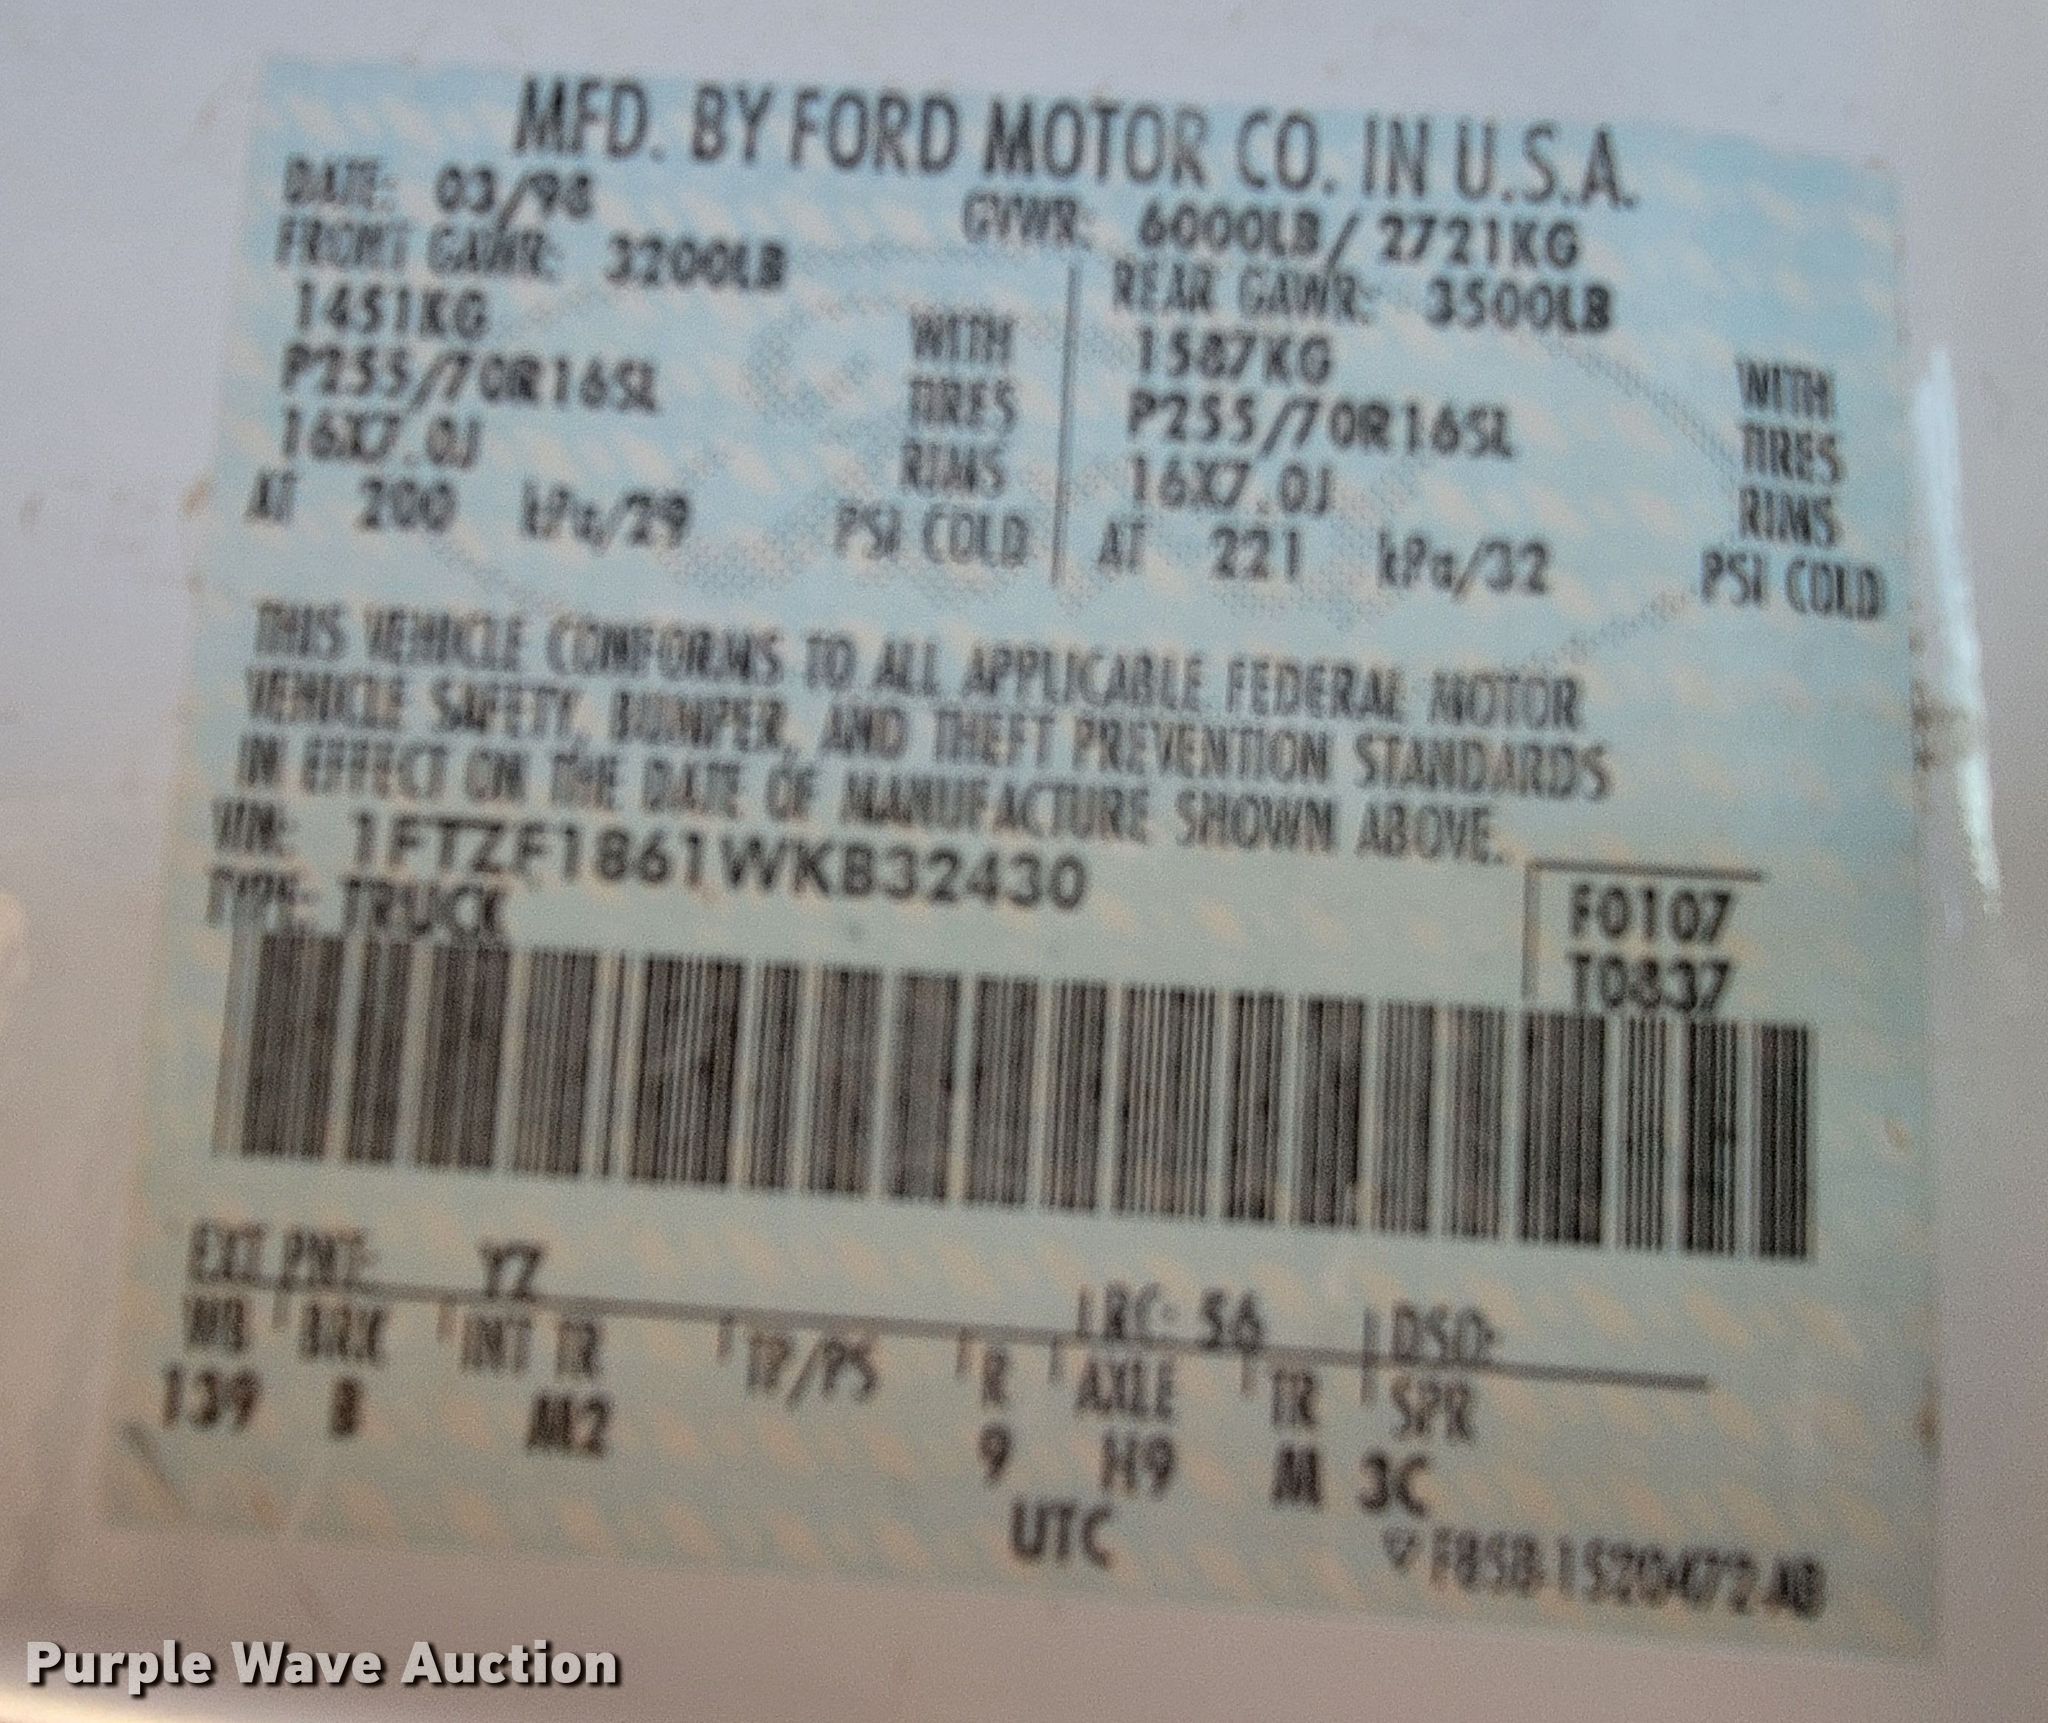 MFD. BY FORD MOTOR CO. IN U.S.A.
DATE: 03/98 GVWR: 6000LB/ 2721KG
FRONT GAWR: 3200LB REAR GAWR: 3500LB
1451KG WITH 1587KG WITH
P255/70R16SL TIRES P255/70R16SL TIRES
16X7.0J RIMS 16X7.0J RIMS
AT 200 kPa/29 PSI COLD AT 221 kPa/32 PSI COLD
THIS VEHICLE CONFORMS TO ALL APPLICABLE FEDERAL MOTOR
VEHICLE SAFETY, BUMPER, AND THEFT PREVENTION STANDARDS
IN EFFECT ON THE DATE OF MANUFACTURE SHOWN ABOVE.
VIN: 1FTZF1861WKB32430
TYPE: TRUCK
F0107
T0837
EXT PNT: YZ RC: 56 DSO:
WB BRK INT TR TP/PS R AXLE TR SPR
139 B M2 9 H9 M 3C
UTC
▽ F85B-1520472-AB
Purple Wave Auction